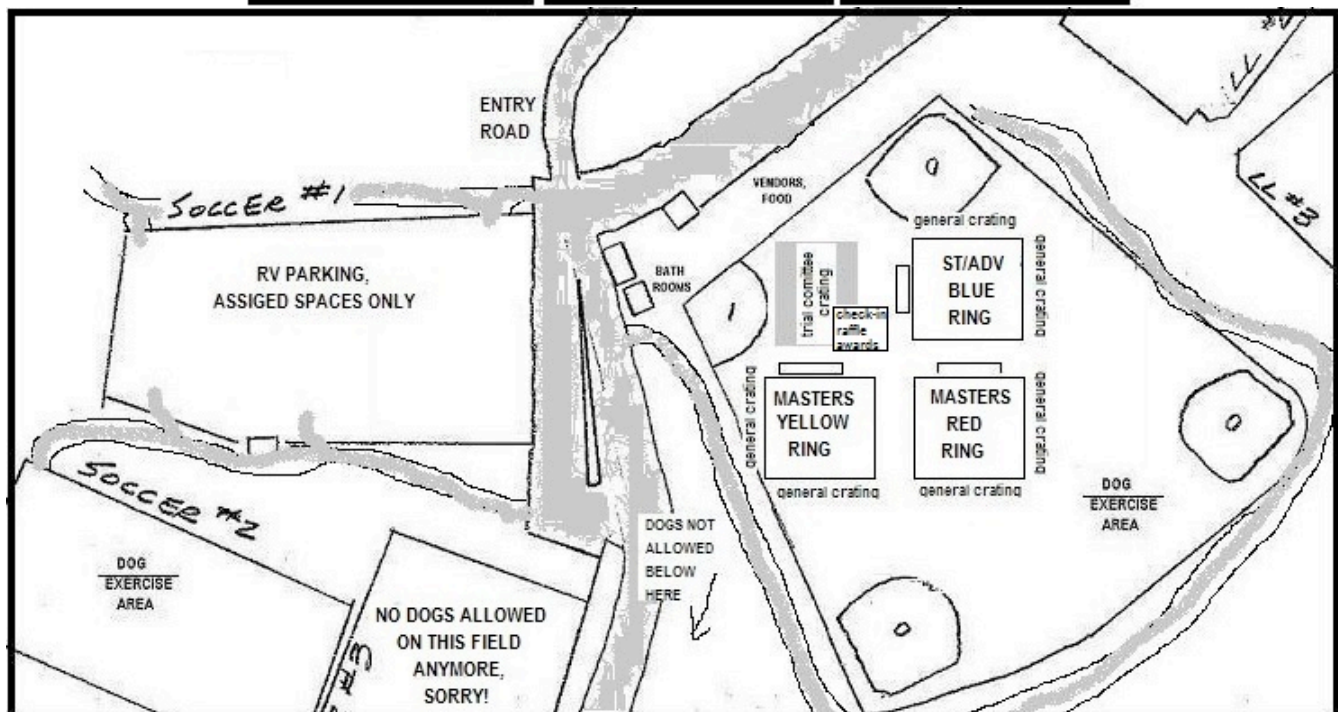 ENTRY
ROAD
SOCCER #1
RV PARKING,
ASSIGED SPACES ONLY
VENDORS,
FOOD
BATH
ROOMS
LL #2
LL #3
general crating
general crating
ST/ADV
BLUE
RING
trial comittee
crating
check-in
raffle
awards
general crating
MASTERS
YELLOW
RING
general crating
MASTERS
RED
RING
general crating
general crating
DOG
EXERCISE
AREA
SOCCER #2
DOG
EXERCISE
AREA
DOGS NOT
ALLOWED
BELOW
HERE
NO DOGS ALLOWED
ON THIS FIELD
ANYMORE,
SORRY!
#3